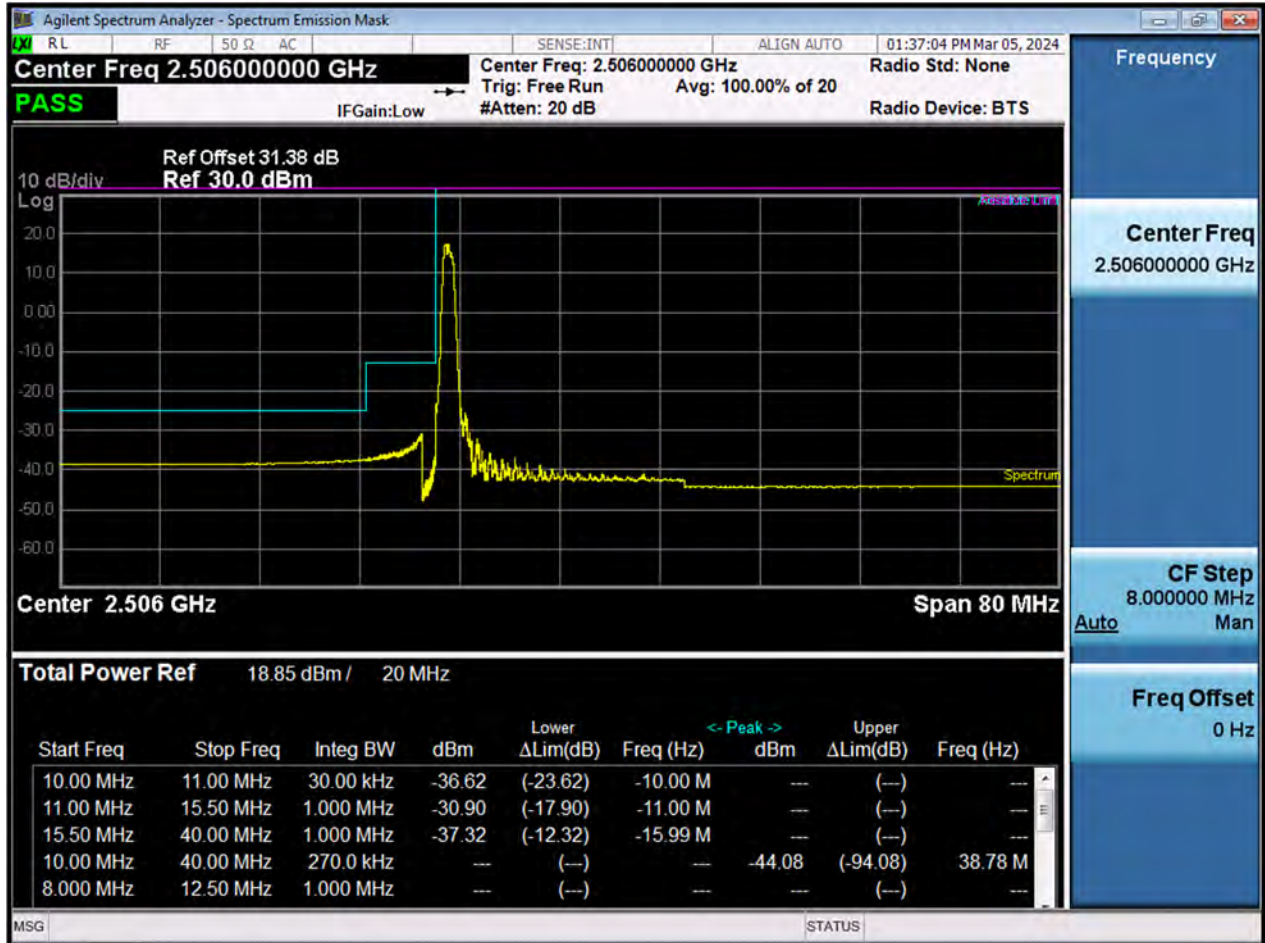 Agilent Spectrum Analyzer - Spectrum Emission Mask
LXI RL RF 50 Ω AC SENSE:INT ALIGN AUTO 01:37:04 PM Mar 05, 2024
Center Freq 2.506000000 GHz
Center Freq: 2.506000000 GHz
Radio Std: None
Trig: Free Run
Avg: 100.00% of 20
PASS
IFGain:Low
#Atten: 20 dB
Radio Device: BTS
Ref Offset 31.38 dB
10 dB/div Ref 30.0 dBm
Log
Absolute Limit
20.0
10.0
0.00
-10.0
-20.0
-30.0
-40.0
Spectrum
-50.0
-60.0
Center 2.506 GHz Span 80 MHz
Total Power Ref 18.85 dBm / 20 MHz
Lower <- Peak -> Upper
Start Freq Stop Freq Integ BW dBm ΔLim(dB) Freq (Hz) dBm ΔLim(dB) Freq (Hz)
10.00 MHz 11.00 MHz 30.00 kHz -36.62 (-23.62) -10.00 M --- (---) ---
11.00 MHz 15.50 MHz 1.000 MHz -30.90 (-17.90) -11.00 M --- (---) ---
15.50 MHz 40.00 MHz 1.000 MHz -37.32 (-12.32) -15.99 M --- (---) ---
10.00 MHz 40.00 MHz 270.0 kHz --- (---) --- -44.08 (-94.08) 38.78 M
8.000 MHz 12.50 MHz 1.000 MHz --- (---) --- --- (---) ---
MSG STATUS
Frequency
Center Freq
2.506000000 GHz
CF Step
8.000000 MHz
Auto Man
Freq Offset
0 Hz